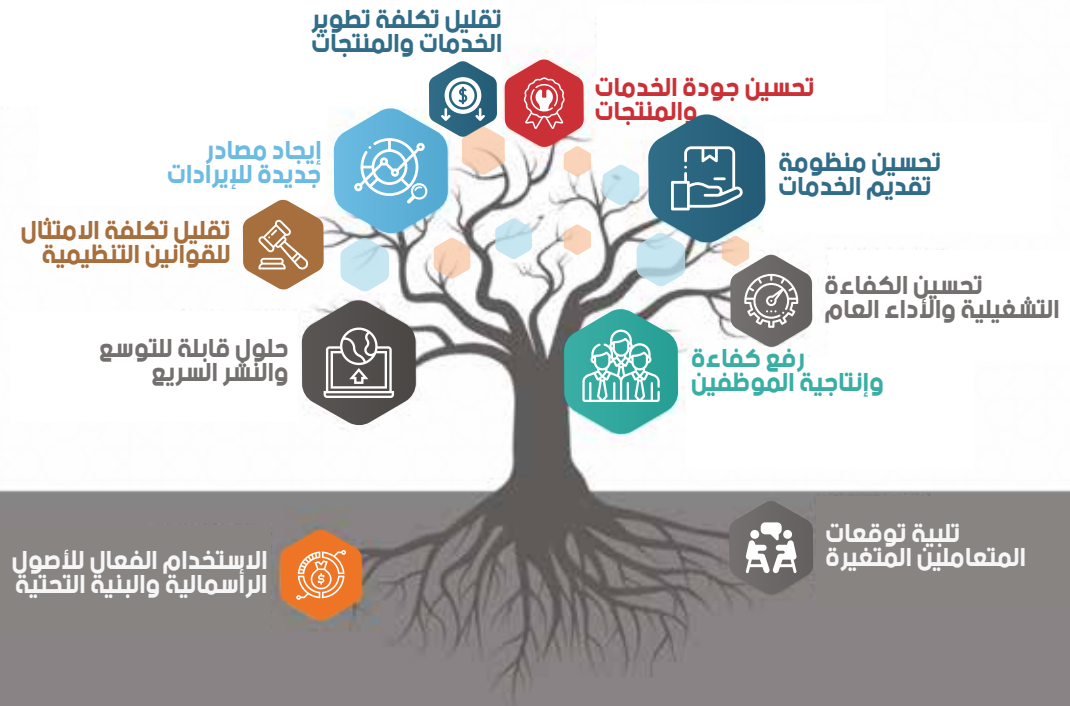 تقليل تكلفة تطوير
الخدمات والمنتجات
تحسين جودة الخدمات
والمنتجات
إيجاد مصادر
جديدة للإيرادات
تحسين منظومة
تقديم الخدمات
تقليل تكلفة الامتثال
للقوانين التنظيمية
تحسين الكفاءة
التشغيلية والأداء العام
حلول قابلة للتوسع
والنشر السريع
رفع كفاءة
وإنتاجية الموظفين
تلبية توقعات
المتعاملين المتغيرة
الاستخدام الفعال للأصول
الرأسمالية والبنية التحتية